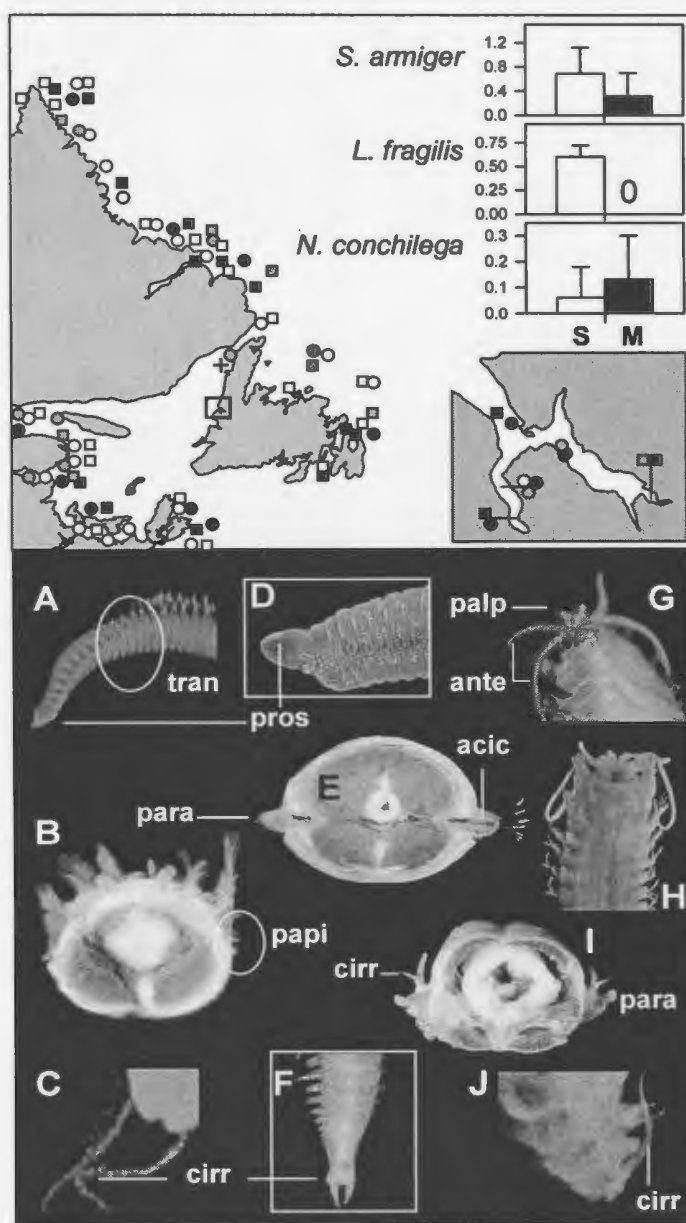 S. armiger
1.2
0.8
0.4
0.0
L. fragilis
0.75
0.50
0.25
0.00
0
N. conchilega
0.3
0.2
0.1
0.0
S M
A
tran
D
pros
G
palp
ante
E
acic
para
B
papi
H
I
cirr
para
C
F
cirr
J
cirr